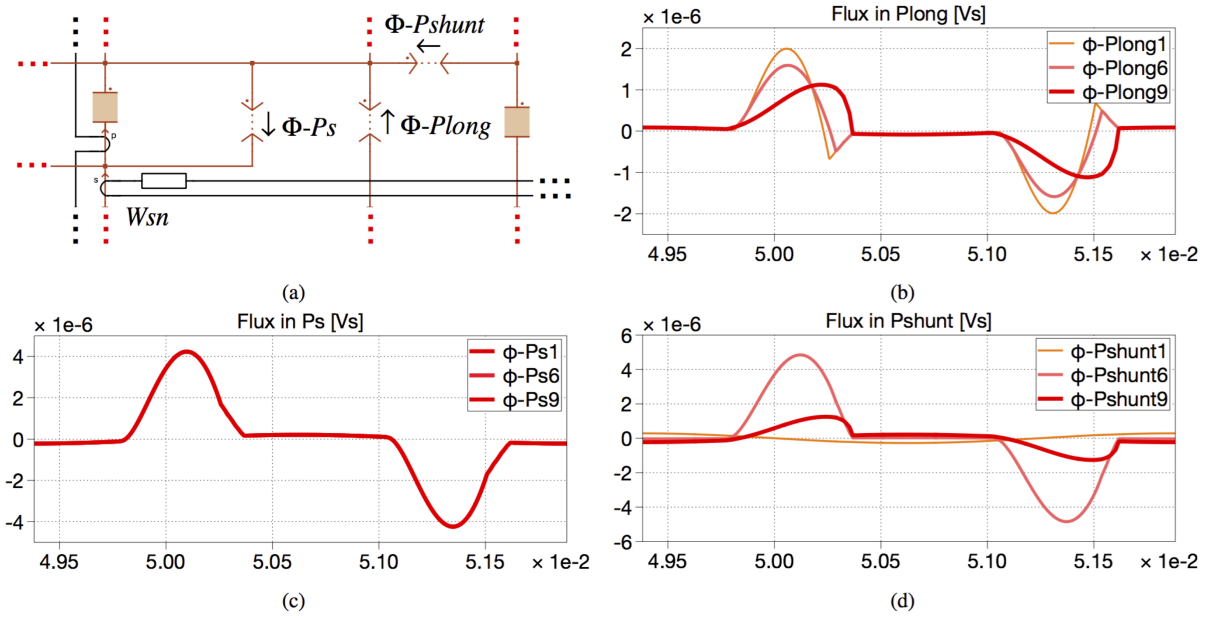 Φ-Pshunt
Φ-Ps
Φ-Plong
p
s
Wsn
(a)
× 1e-6
Flux in Plong [Vs]
ϕ-Plong1
ϕ-Plong6
ϕ-Plong9
2
1
0
-1
-2
4.95
5.00
5.05
5.10
5.15
× 1e-2
(b)
× 1e-6
Flux in Ps [Vs]
ϕ-Ps1
ϕ-Ps6
ϕ-Ps9
4
2
0
-2
-4
4.95
5.00
5.05
5.10
5.15
× 1e-2
(c)
× 1e-6
Flux in Pshunt [Vs]
ϕ-Pshunt1
ϕ-Pshunt6
ϕ-Pshunt9
6
4
2
0
-2
-4
-6
4.95
5.00
5.05
5.10
5.15
× 1e-2
(d)